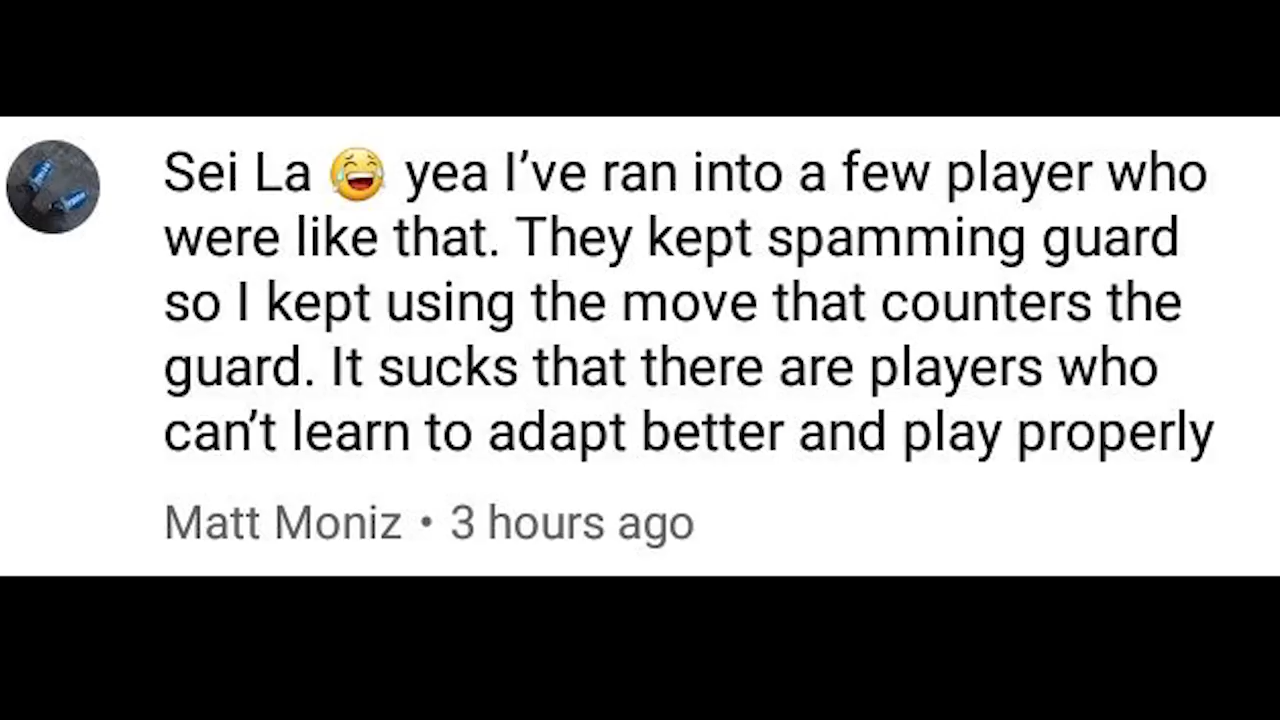 Sei La 😂 yea I’ve ran into a few player who
were like that. They kept spamming guard
so I kept using the move that counters the
guard. It sucks that there are players who
can’t learn to adapt better and play properly
Matt Moniz • 3 hours ago